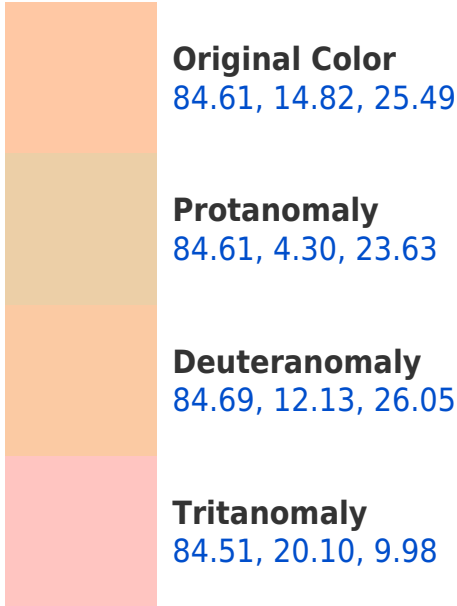 Original Color
84.61, 14.82, 25.49
Protanomaly
84.61, 4.30, 23.63
Deuteranomaly
84.69, 12.13, 26.05
Tritanomaly
84.51, 20.10, 9.98